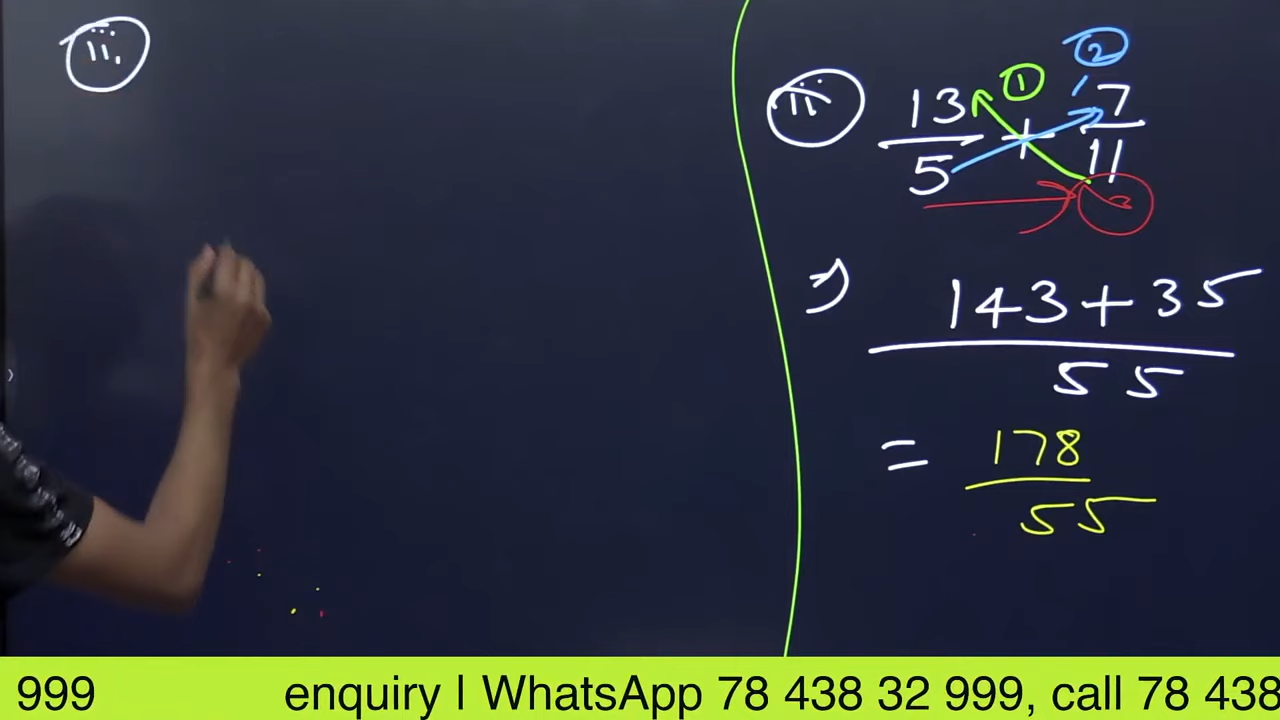 ii.
ii
①
②
13/5 + 7/11
③
⇒ 143+35
55
= 178
55
999 enquiry | WhatsApp 78 438 32 999, call 78 438